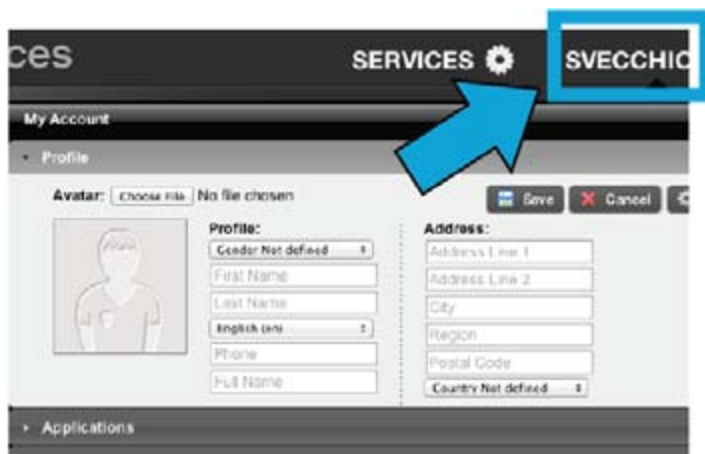 ces SERVICES SVECCHIO
My Account
Profile
Avatar: Choose File No file chosen Save Cancel
Profile: Address:
Gender Not defined Address Line 1
First Name Address Line 2
Last Name City
English (en) Region
Phone Postal Code
Full Name Country Not defined
Applications